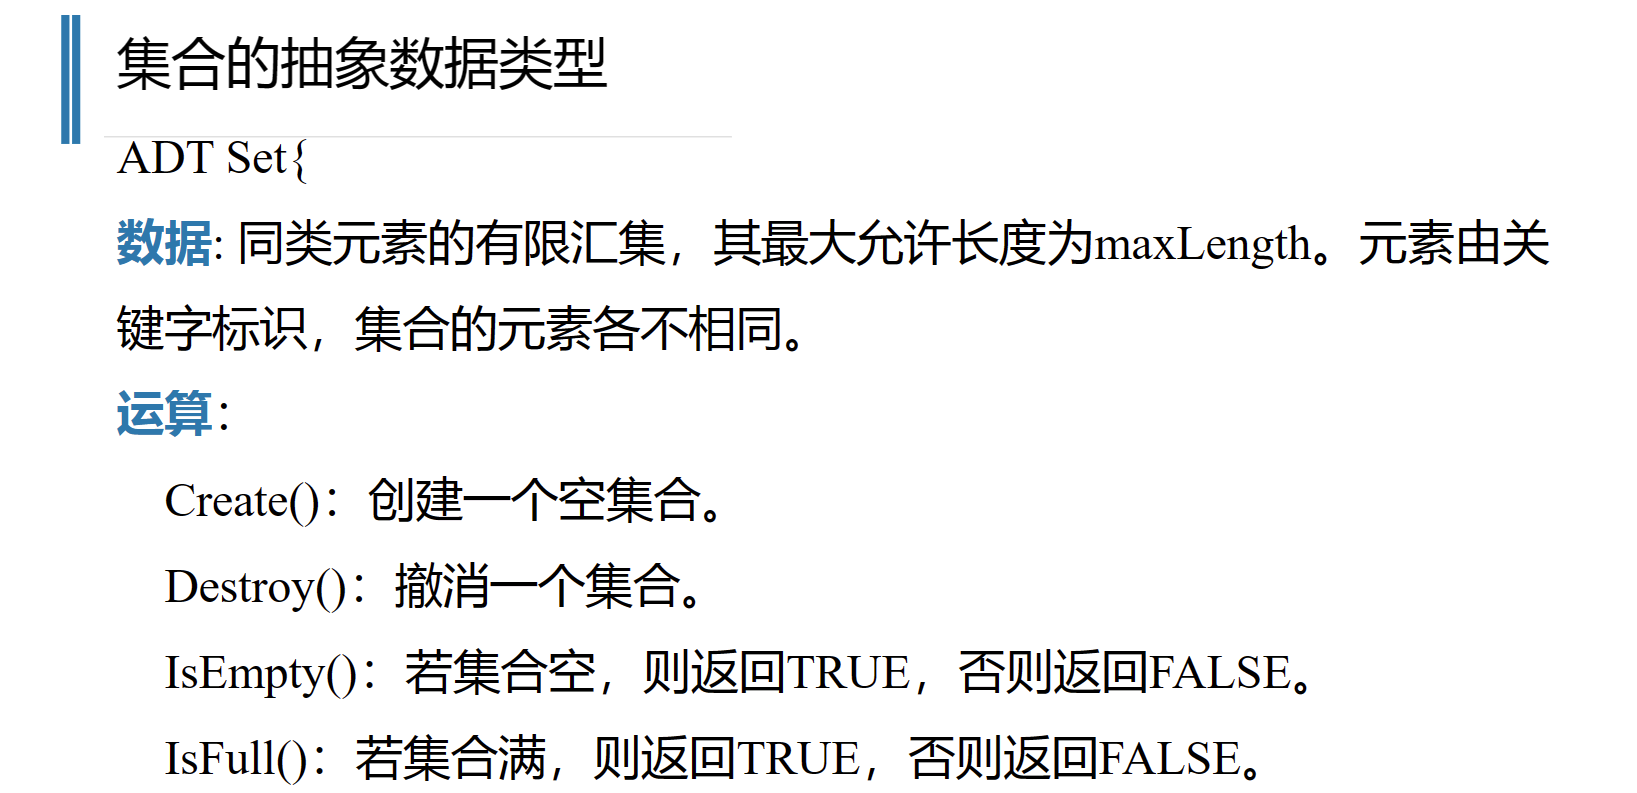 集合的抽象数据类型
ADT Set{
数据: 同类元素的有限汇集，其最大允许长度为maxLength。元素由关
键字标识，集合的元素各不相同。
运算：
Create()：创建一个空集合。
Destroy()：撤消一个集合。
IsEmpty()：若集合空，则返回TRUE，否则返回FALSE。
IsFull()：若集合满，则返回TRUE，否则返回FALSE。